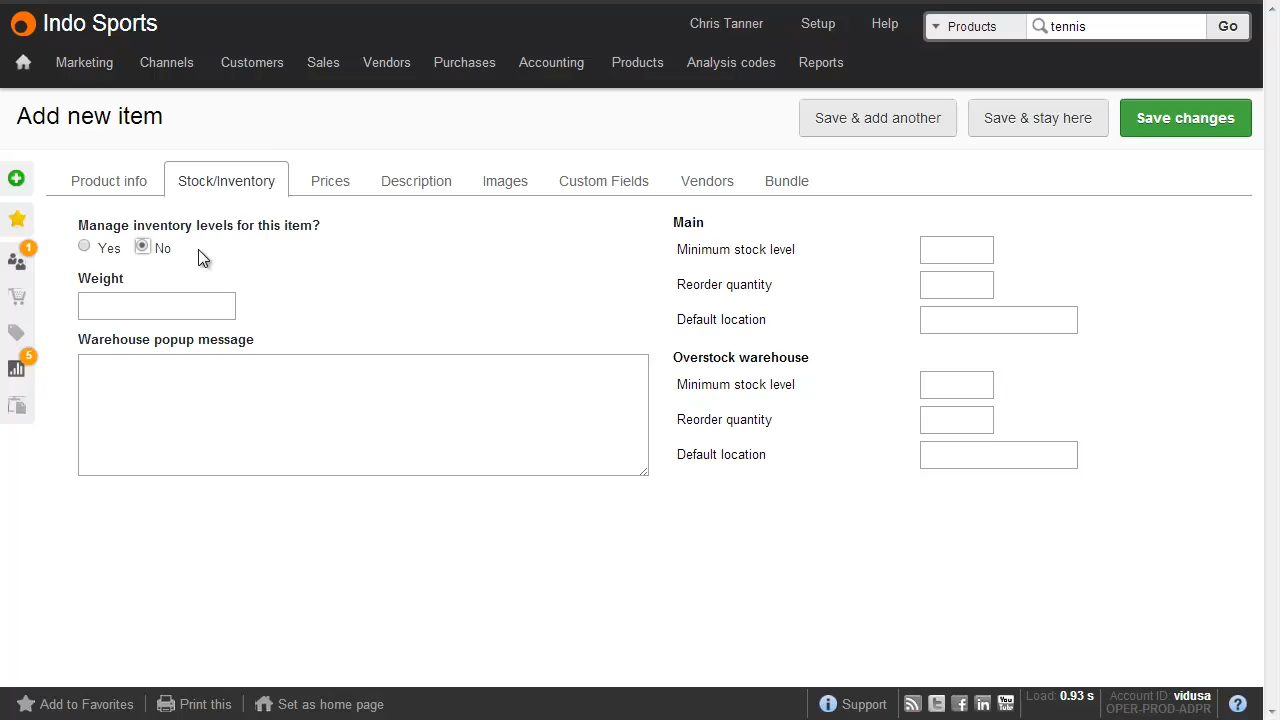 Indo Sports
Chris Tanner Setup Help Products tennis Go
Marketing Channels Customers Sales Vendors Purchases Accounting Products Analysis codes Reports
Add new item
Save & add another Save & stay here Save changes
Product info Stock/Inventory Prices Description Images Custom Fields Vendors Bundle
Manage inventory levels for this item?
Yes No
Weight
Warehouse popup message
Main
Minimum stock level
Reorder quantity
Default location
Overstock warehouse
Minimum stock level
Reorder quantity
Default location
1
5
Add to Favorites Print this Set as home page
Support
You Tube
Load: 0.93 s
Account ID: vidusa
OPER-PROD-ADPR